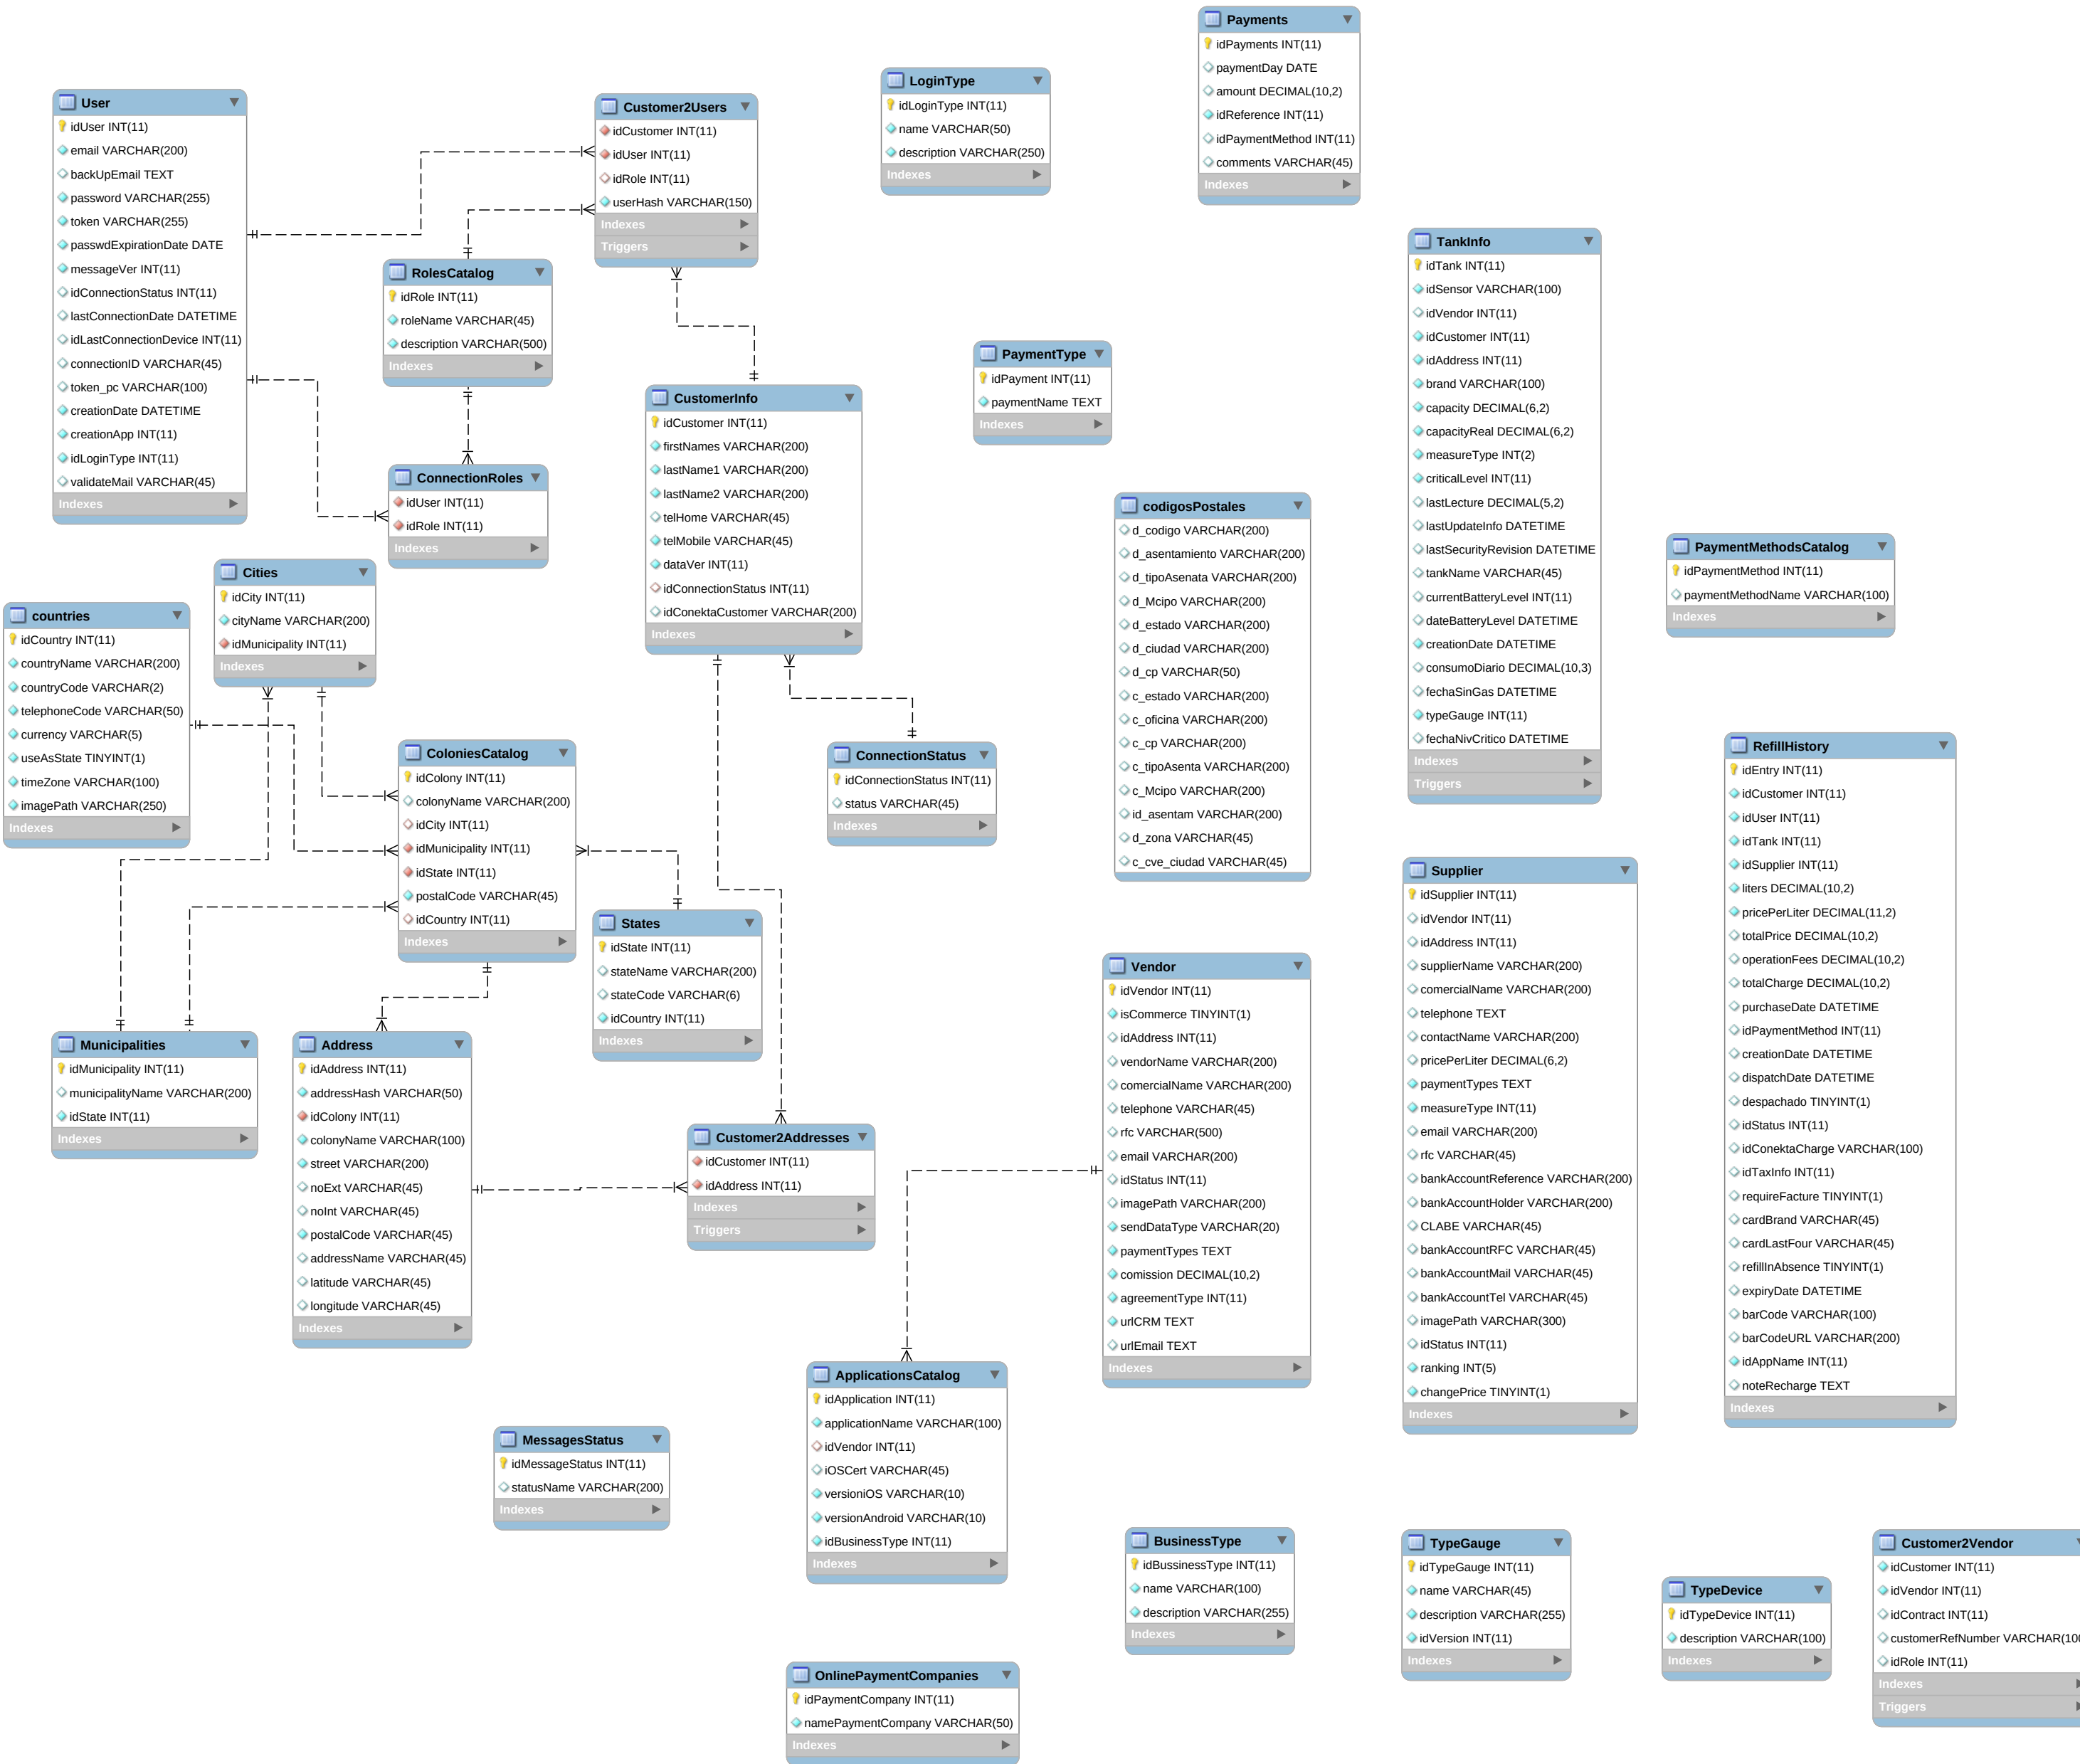 Payments
idPayments INT(11)
paymentDay DATE
amount DECIMAL(10,2)
idReference INT(11)
idPaymentMethod INT(11)
comments VARCHAR(45)
Indexes
LoginType
idLoginType INT(11)
name VARCHAR(50)
description VARCHAR(250)
Indexes
User
idUser INT(11)
email VARCHAR(200)
backUpEmail TEXT
password VARCHAR(255)
token VARCHAR(255)
passwdExpirationDate DATE
messageVer INT(11)
idConnectionStatus INT(11)
lastConnectionDate DATETIME
idLastConnectionDevice INT(11)
connectionID VARCHAR(45)
token_pc VARCHAR(100)
creationDate DATETIME
creationApp INT(11)
idLoginType INT(11)
validateMail VARCHAR(45)
Indexes
Customer2Users
idCustomer INT(11)
idUser INT(11)
idRole INT(11)
userHash VARCHAR(150)
Indexes
Triggers
RolesCatalog
idRole INT(11)
roleName VARCHAR(45)
description VARCHAR(500)
Indexes
TankInfo
idTank INT(11)
idSensor VARCHAR(100)
idVendor INT(11)
idCustomer INT(11)
idAddress INT(11)
brand VARCHAR(100)
capacity DECIMAL(6,2)
capacityReal DECIMAL(6,2)
measureType INT(2)
criticalLevel INT(11)
lastLecture DECIMAL(5,2)
lastUpdateInfo DATETIME
lastSecurityRevision DATETIME
tankName VARCHAR(45)
currentBatteryLevel INT(11)
dateBatteryLevel DATETIME
creationDate DATETIME
consumoDiario DECIMAL(10,3)
fechaSinGas DATETIME
typeGauge INT(11)
fechaNivCritico DATETIME
Indexes
Triggers
PaymentType
idPayment INT(11)
paymentName TEXT
Indexes
CustomerInfo
idCustomer INT(11)
firstNames VARCHAR(200)
lastName1 VARCHAR(200)
lastName2 VARCHAR(200)
telHome VARCHAR(45)
telMobile VARCHAR(45)
dataVer INT(11)
idConnectionStatus INT(11)
idConektaCustomer VARCHAR(200)
Indexes
ConnectionRoles
idUser INT(11)
idRole INT(11)
Indexes
codigosPostales
d_codigo VARCHAR(200)
d_asentamiento VARCHAR(200)
d_tipoAsenata VARCHAR(200)
d_Mcipo VARCHAR(200)
d_estado VARCHAR(200)
d_ciudad VARCHAR(200)
d_cp VARCHAR(50)
c_estado VARCHAR(200)
c_oficina VARCHAR(200)
c_cp VARCHAR(200)
c_tipoAsenta VARCHAR(200)
c_Mcipo VARCHAR(200)
id_asentam VARCHAR(200)
d_zona VARCHAR(45)
c_cve_ciudad VARCHAR(45)
PaymentMethodsCatalog
idPaymentMethod INT(11)
paymentMethodName VARCHAR(100)
Indexes
Cities
idCity INT(11)
cityName VARCHAR(200)
idMunicipality INT(11)
Indexes
countries
idCountry INT(11)
countryName VARCHAR(200)
countryCode VARCHAR(2)
telephoneCode VARCHAR(50)
currency VARCHAR(5)
useAsState TINYINT(1)
timeZone VARCHAR(100)
imagePath VARCHAR(250)
Indexes
ColoniesCatalog
idColony INT(11)
colonyName VARCHAR(200)
idCity INT(11)
idMunicipality INT(11)
idState INT(11)
postalCode VARCHAR(45)
idCountry INT(11)
Indexes
ConnectionStatus
idConnectionStatus INT(11)
status VARCHAR(45)
Indexes
RefillHistory
idEntry INT(11)
idCustomer INT(11)
idUser INT(11)
idTank INT(11)
idSupplier INT(11)
liters DECIMAL(10,2)
pricePerLiter DECIMAL(11,2)
totalPrice DECIMAL(10,2)
operationFees DECIMAL(10,2)
totalCharge DECIMAL(10,2)
purchaseDate DATETIME
idPaymentMethod INT(11)
creationDate DATETIME
dispatchDate DATETIME
despachado TINYINT(1)
idStatus INT(11)
idConektaCharge VARCHAR(100)
idTaxInfo INT(11)
requireFacture TINYINT(1)
cardBrand VARCHAR(45)
cardLastFour VARCHAR(45)
refillInAbsence TINYINT(1)
expiryDate DATETIME
barCode VARCHAR(100)
barCodeURL VARCHAR(200)
idAppName INT(11)
noteRecharge TEXT
Indexes
Supplier
idSupplier INT(11)
idVendor INT(11)
idAddress INT(11)
supplierName VARCHAR(200)
comercialName VARCHAR(200)
telephone TEXT
contactName VARCHAR(200)
pricePerLiter DECIMAL(6,2)
paymentTypes TEXT
measureType INT(11)
email VARCHAR(200)
rfc VARCHAR(45)
bankAccountReference VARCHAR(200)
bankAccountHolder VARCHAR(200)
CLABE VARCHAR(45)
bankAccountRFC VARCHAR(45)
bankAccountMail VARCHAR(45)
bankAccountTel VARCHAR(45)
imagePath VARCHAR(300)
idStatus INT(11)
ranking INT(5)
changePrice TINYINT(1)
Indexes
States
idState INT(11)
stateName VARCHAR(200)
stateCode VARCHAR(6)
idCountry INT(11)
Indexes
Vendor
idVendor INT(11)
isCommerce TINYINT(1)
idAddress INT(11)
vendorName VARCHAR(200)
comercialName VARCHAR(200)
telephone VARCHAR(45)
rfc VARCHAR(500)
email VARCHAR(200)
idStatus INT(11)
imagePath VARCHAR(200)
sendDataType VARCHAR(20)
paymentTypes TEXT
comission DECIMAL(10,2)
agreementType INT(11)
urlCRM TEXT
urlEmail TEXT
Indexes
Municipalities
idMunicipality INT(11)
municipalityName VARCHAR(200)
idState INT(11)
Indexes
Address
idAddress INT(11)
addressHash VARCHAR(50)
idColony INT(11)
colonyName VARCHAR(100)
street VARCHAR(200)
noExt VARCHAR(45)
noInt VARCHAR(45)
postalCode VARCHAR(45)
addressName VARCHAR(45)
latitude VARCHAR(45)
longitude VARCHAR(45)
Indexes
Customer2Addresses
idCustomer INT(11)
idAddress INT(11)
Indexes
Triggers
ApplicationsCatalog
idApplication INT(11)
applicationName VARCHAR(100)
idVendor INT(11)
iOSCert VARCHAR(45)
versioniOS VARCHAR(10)
versionAndroid VARCHAR(10)
idBusinessType INT(11)
Indexes
MessagesStatus
idMessageStatus INT(11)
statusName VARCHAR(200)
Indexes
BusinessType
idBussinessType INT(11)
name VARCHAR(100)
description VARCHAR(255)
Indexes
TypeGauge
idTypeGauge INT(11)
name VARCHAR(45)
description VARCHAR(255)
idVersion INT(11)
Indexes
TypeDevice
idTypeDevice INT(11)
description VARCHAR(100)
Indexes
Customer2Vendor
idCustomer INT(11)
idVendor INT(11)
idContract INT(11)
customerRefNumber VARCHAR(100
idRole INT(11)
Indexes
Triggers
OnlinePaymentCompanies
idPaymentCompany INT(11)
namePaymentCompany VARCHAR(50)
Indexes